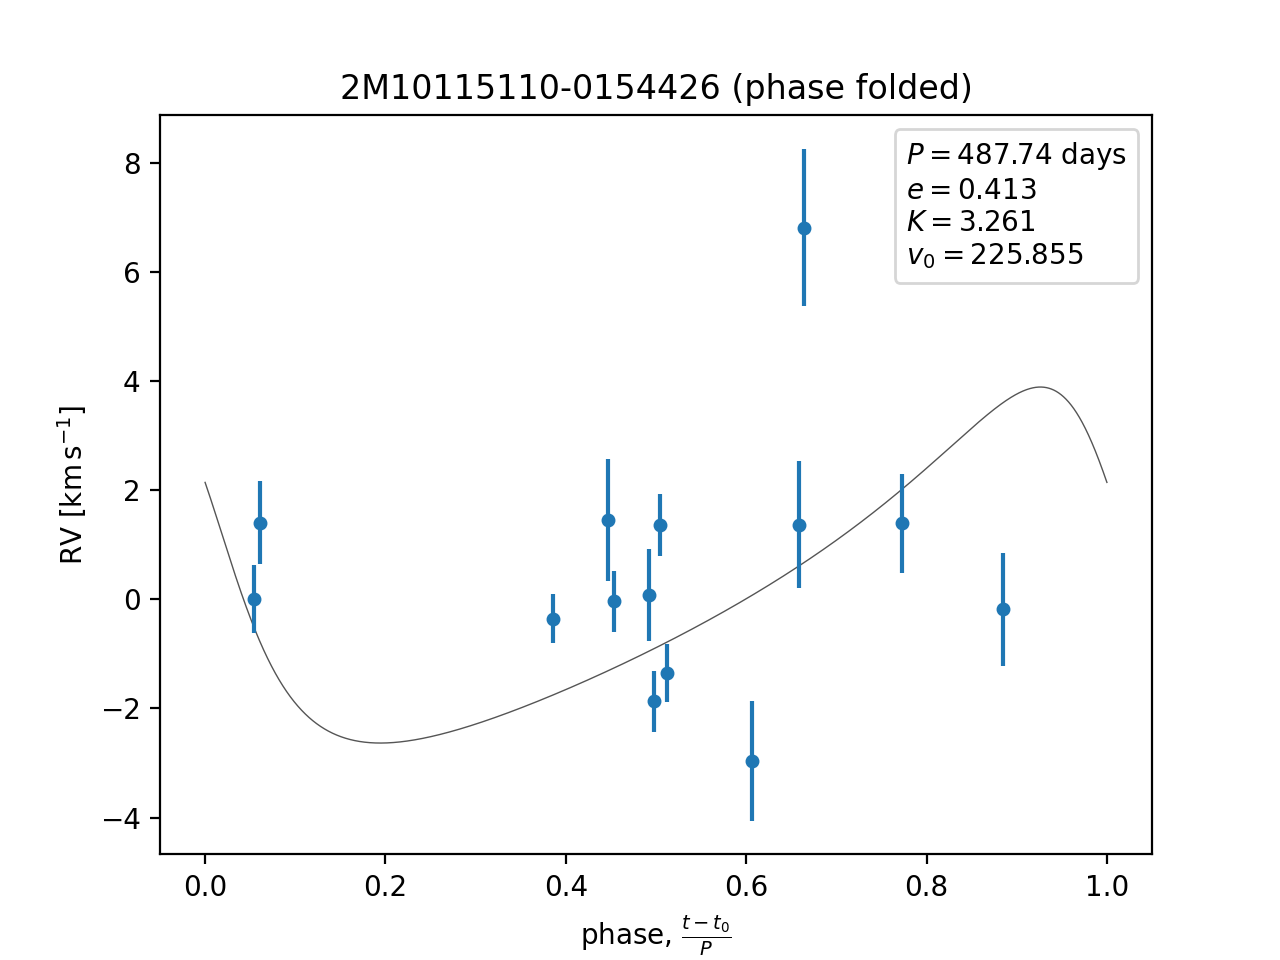 2M10115110-0154426 (phase folded)
P = 487.74 days
e = 0.413
K = 3.261
v₀ = 225.855
8
6
4
2
0
−2
−4
RV [km s⁻¹]
0.0 0.2 0.4 0.6 0.8 1.0
phase, (t − t₀)/P